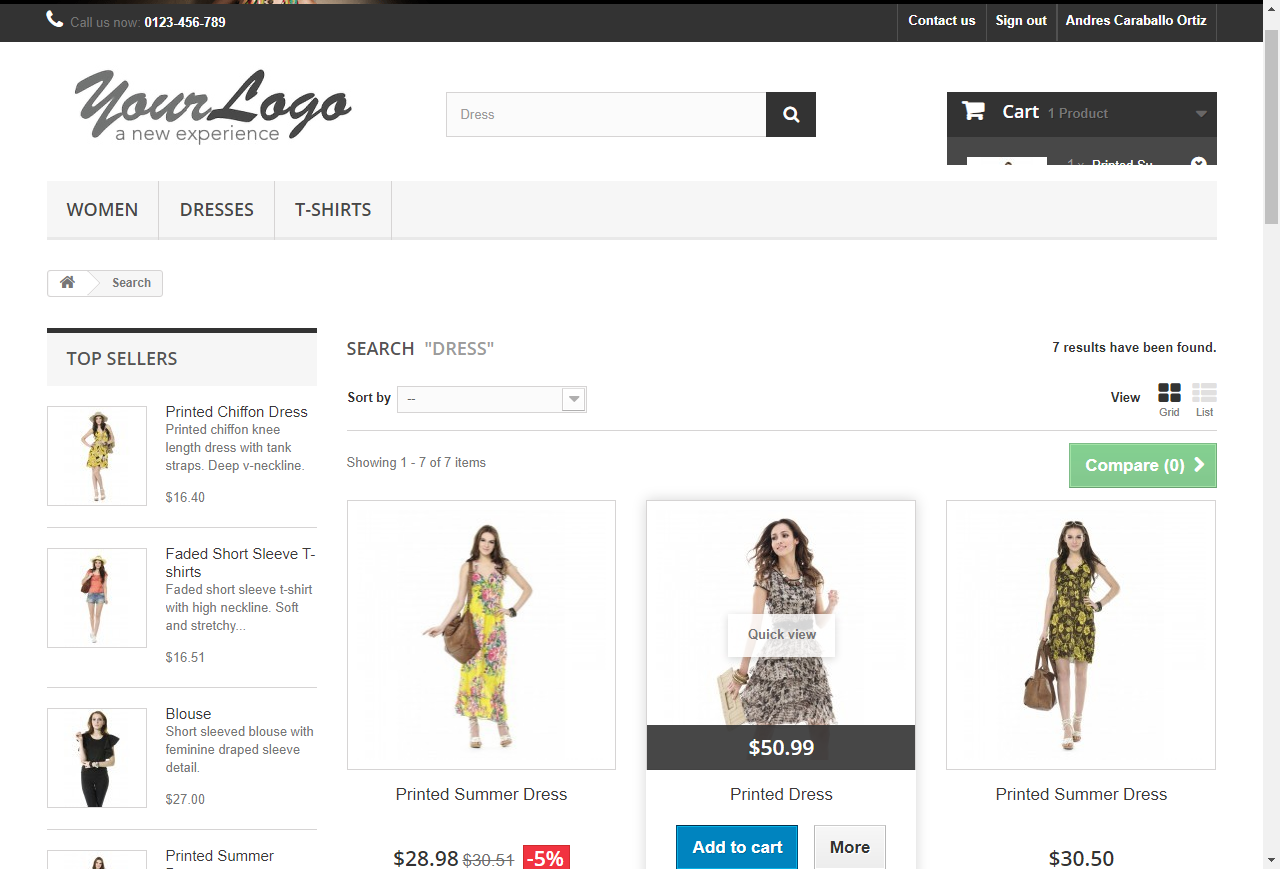 Call us now: 0123-456-789
Contact us
Sign out
Andres Caraballo Ortiz
YourLogo
a new experience
Dress
Cart 1 Product
1 x Printed Su...
WOMEN
DRESSES
T-SHIRTS
Search
TOP SELLERS
Printed Chiffon Dress
Printed chiffon knee
length dress with tank
straps. Deep v-neckline.
$16.40
Faded Short Sleeve T-
shirts
Faded short sleeve t-shirt
with high neckline. Soft
and stretchy...
$16.51
Blouse
Short sleeved blouse with
feminine draped sleeve
detail.
$27.00
Printed Summer
SEARCH "DRESS"
7 results have been found.
Sort by --
View
Grid
List
Showing 1 - 7 of 7 items
Compare (0)
Printed Summer Dress
$28.98 $30.51 -5%
Quick view
$50.99
Printed Dress
Add to cart
More
Printed Summer Dress
$30.50